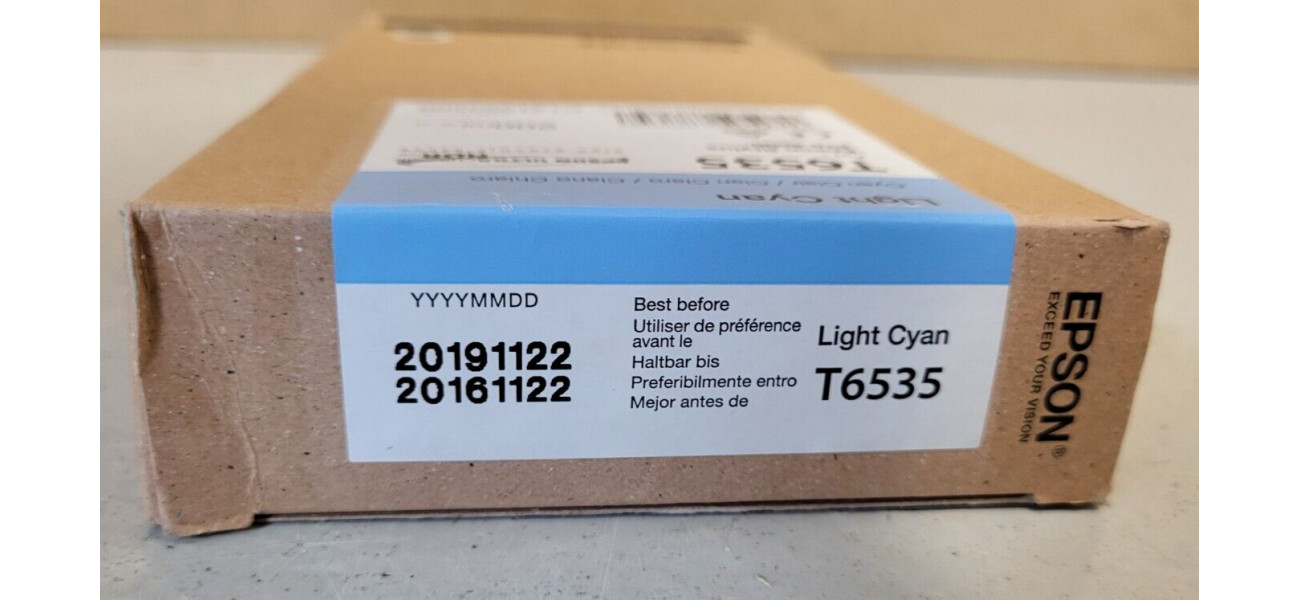 T6535
Light Cyan
YYYYMMDD
20191122
20161122
Best before
Utiliser de préférence
avant le
Haltbar bis
Preferibilmente entro
Mejor antes de
Light Cyan
T6535
EPSON®
EXCEED YOUR VISION